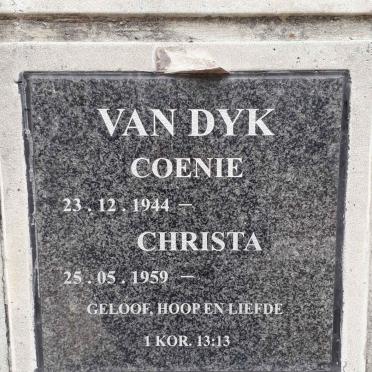 VAN DYK
COENIE
23 . 12 . 1944 –
CHRISTA
25 . 05 . 1959 –
GELOOF, HOOP EN LIEFDE
1 KOR. 13:13